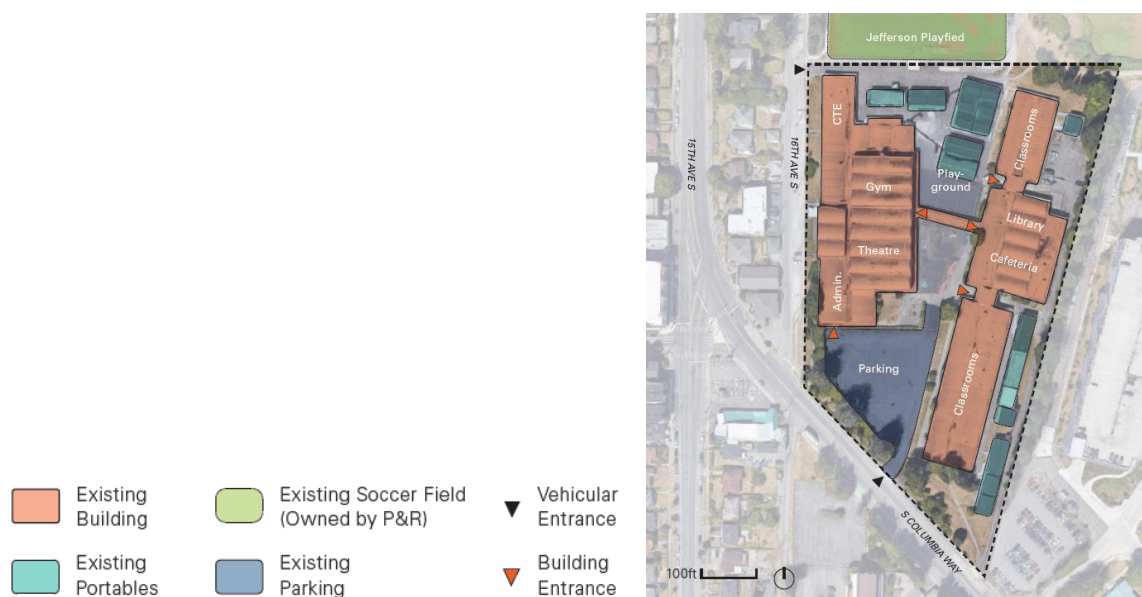 Jefferson Playfied
CTE
Classrooms
15TH AVE S
16TH AVE S
Gym
Play-
ground
Library
Theatre
Cafeteria
Admin.
Parking
Classrooms
S COLUMBIA WAY
100ft
Existing
Building
Existing Soccer Field
(Owned by P&R)
Vehicular
Entrance
Existing
Portables
Existing
Parking
Building
Entrance